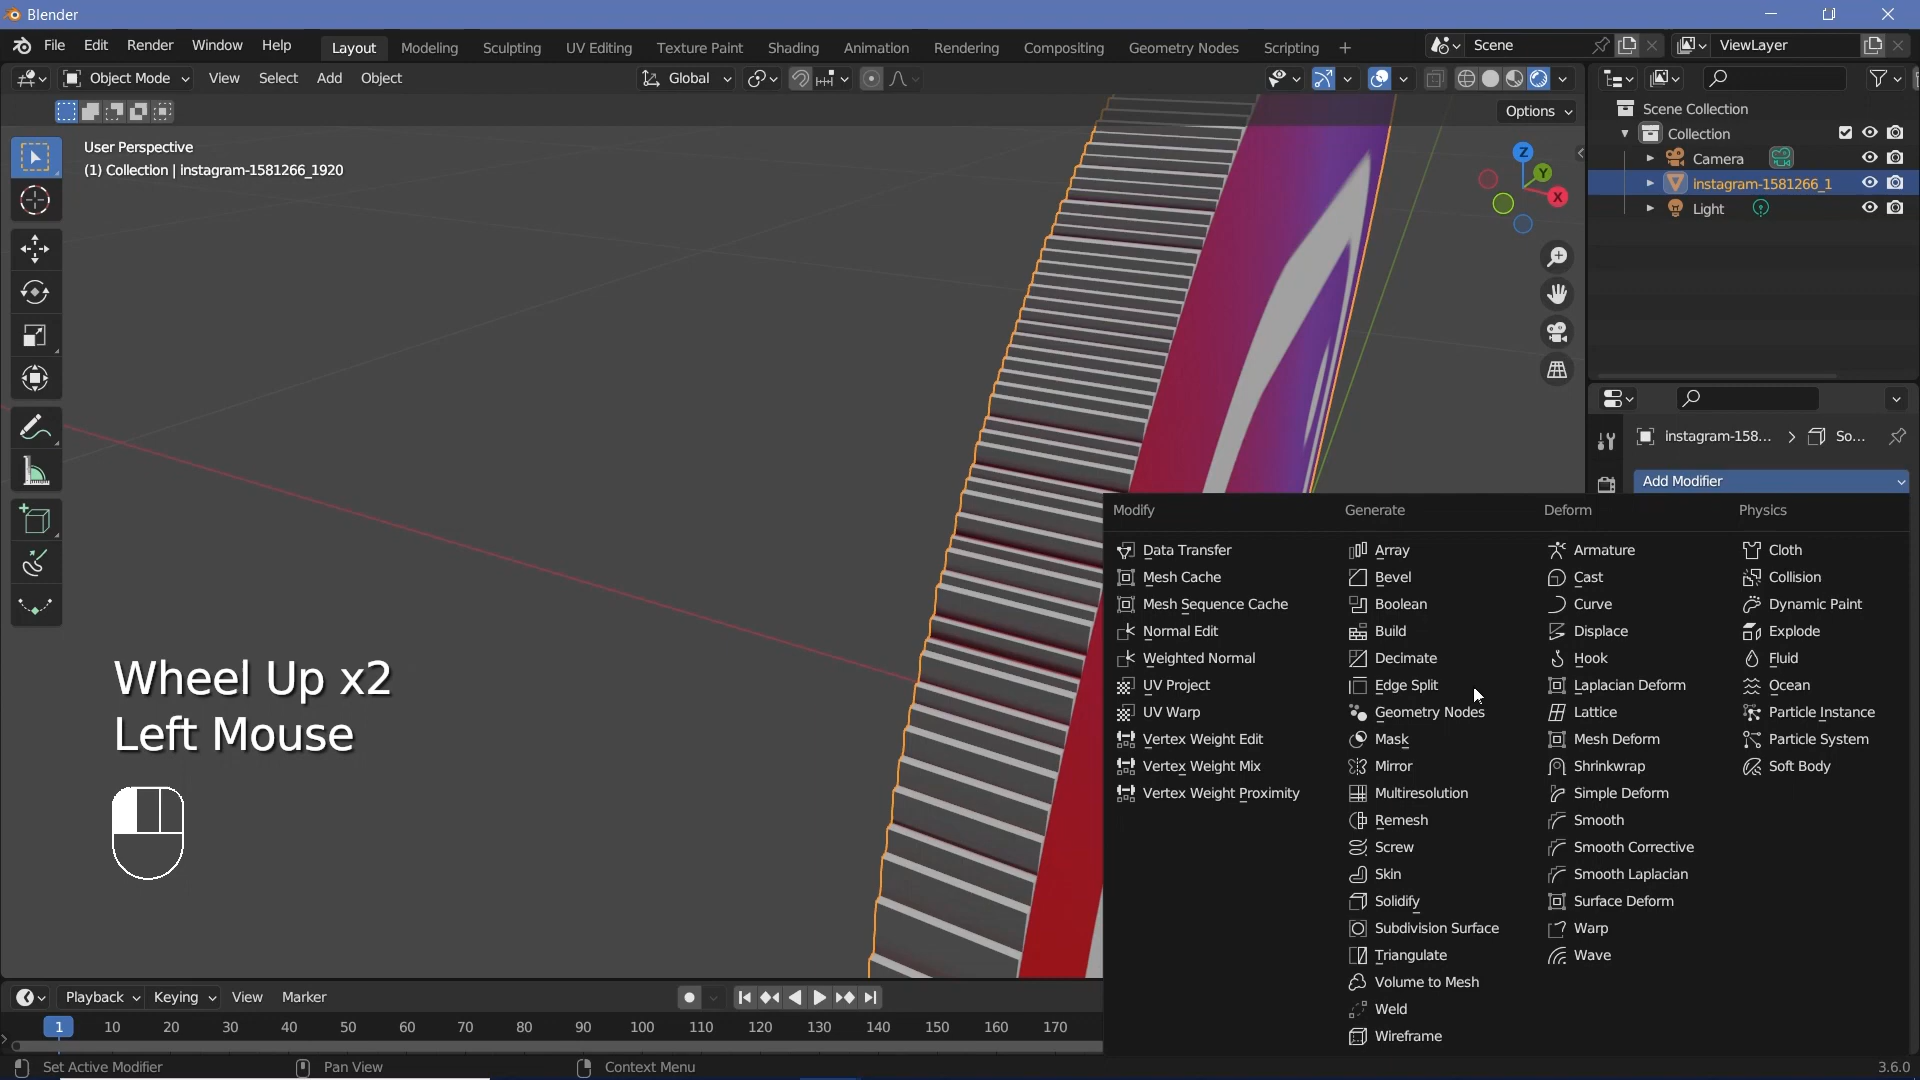 Blender
File Edit Render Window Help
Layout Modeling Sculpting UV Editing Texture Paint Shading Animation Rendering Compositing Geometry Nodes Scripting +
Scene
ViewLayer
Object Mode View Select Add Object
Global
Options
User Perspective
(1) Collection | instagram-1581266_1920
Z
Y
X
Scene Collection
Collection
Camera
instagram-1581266_1
Light
instagram-158... > So...
Add Modifier
Modify Generate Deform Physics
Data Transfer Array Armature Cloth
Mesh Cache Bevel Cast Collision
Mesh Sequence Cache Boolean Curve Dynamic Paint
Normal Edit Build Displace Explode
Weighted Normal Decimate Hook Fluid
UV Project Edge Split Laplacian Deform Ocean
UV Warp Geometry Nodes Lattice Particle Instance
Vertex Weight Edit Mask Mesh Deform Particle System
Vertex Weight Mix Mirror Shrinkwrap Soft Body
Vertex Weight Proximity Multiresolution Simple Deform
Remesh Smooth
Screw Smooth Corrective
Skin Smooth Laplacian
Solidify Surface Deform
Subdivision Surface Warp
Triangulate Wave
Volume to Mesh
Weld
Wireframe
Wheel Up x2
Left Mouse
Playback Keying View Marker
1 10 20 30 40 50 60 70 80 90 100 110 120 130 140 150 160 170
Set Active Modifier Pan View Context Menu 3.6.0